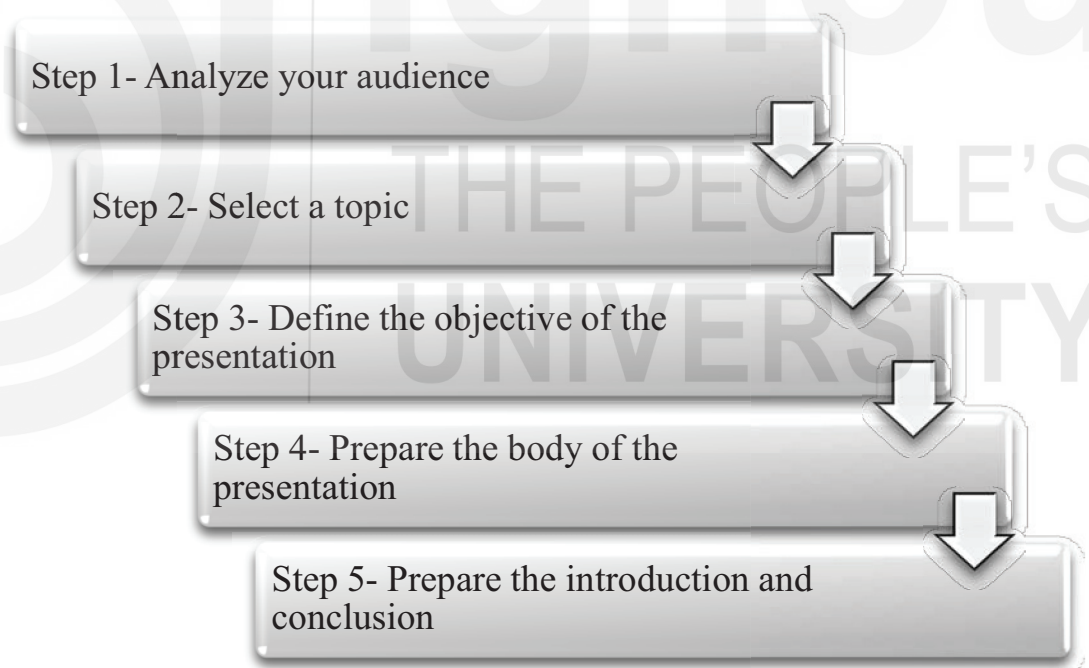 ignou
THE PEOPLE'S
UNIVERSITY
Step 1- Analyze your audience
Step 2- Select a topic
Step 3- Define the objective of the
presentation
Step 4- Prepare the body of the
presentation
Step 5- Prepare the introduction and
conclusion